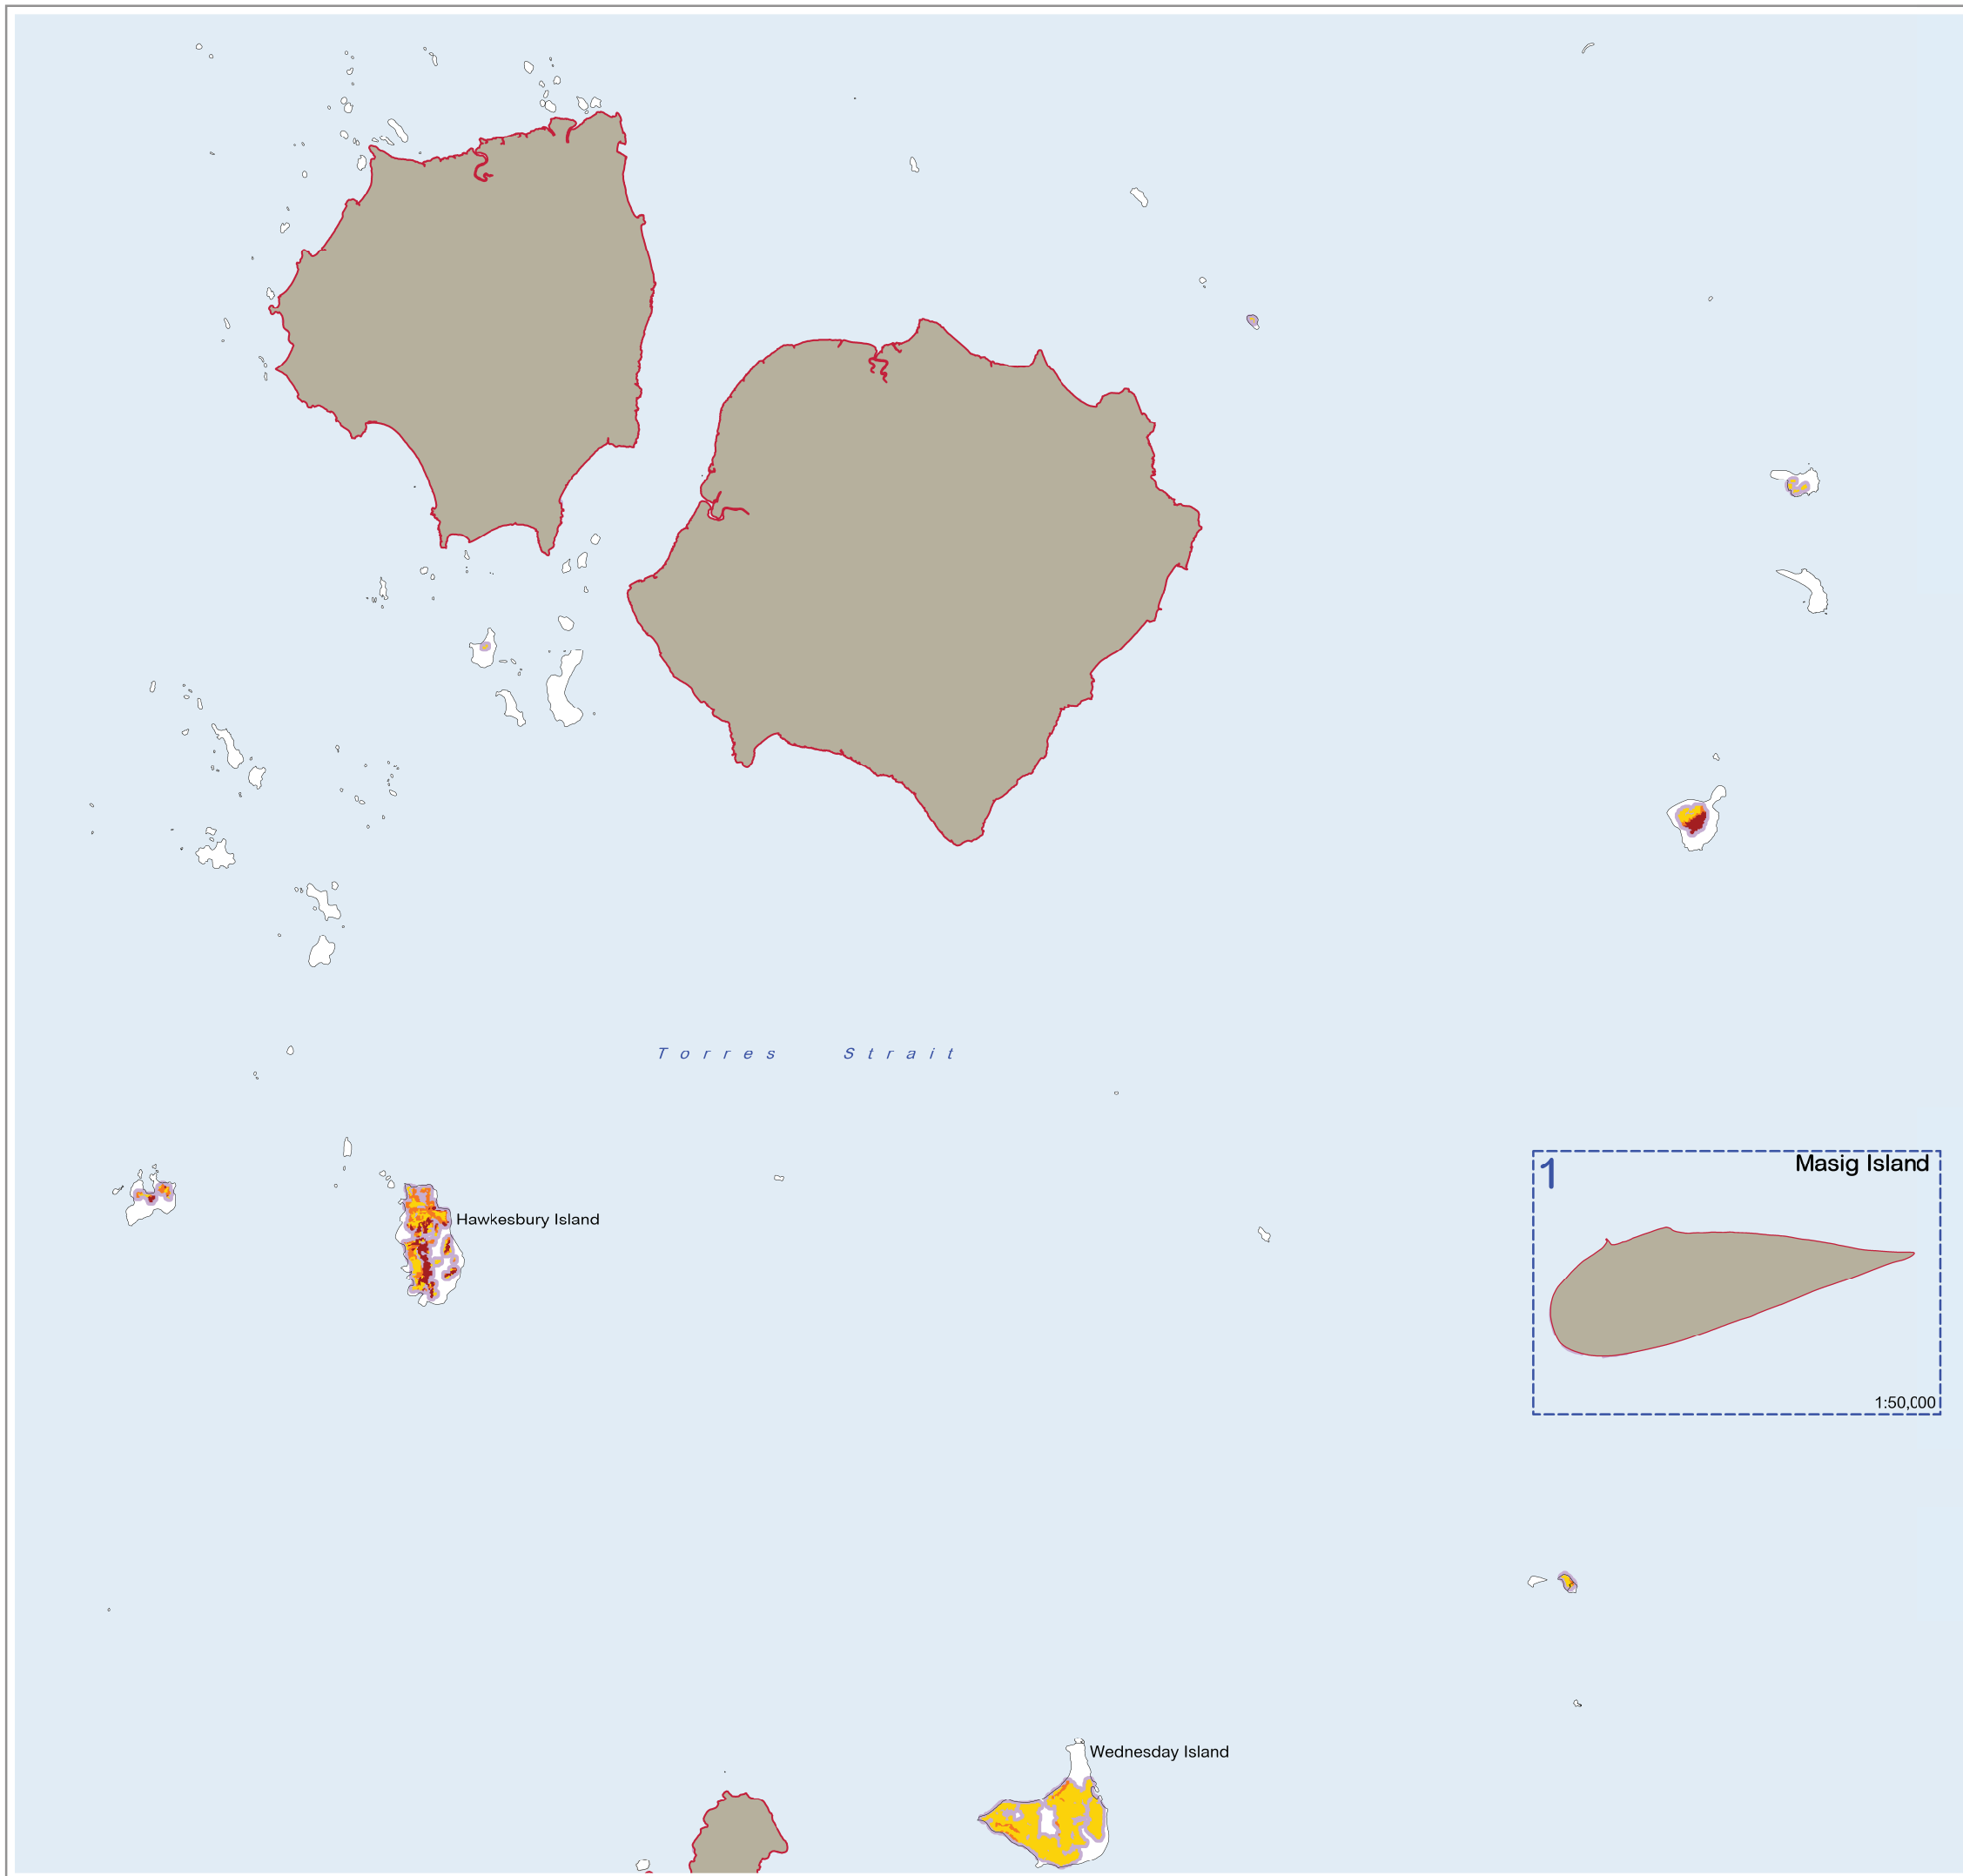 Torres Strait
1
Masig Island
Hawkesbury Island
1:50,000
Wednesday Island